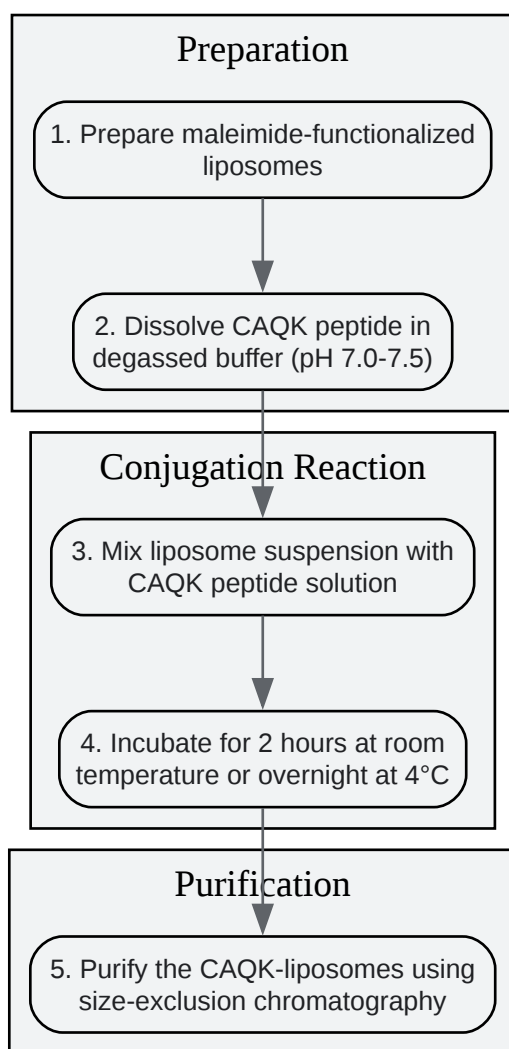 Preparation
1. Prepare maleimide-functionalized
liposomes
2. Dissolve CAQK peptide in
degassed buffer (pH 7.0-7.5)
Conjugation Reaction
3. Mix liposome suspension with
CAQK peptide solution
4. Incubate for 2 hours at room
temperature or overnight at 4°C
Purification
5. Purify the CAQK-liposomes using
size-exclusion chromatography